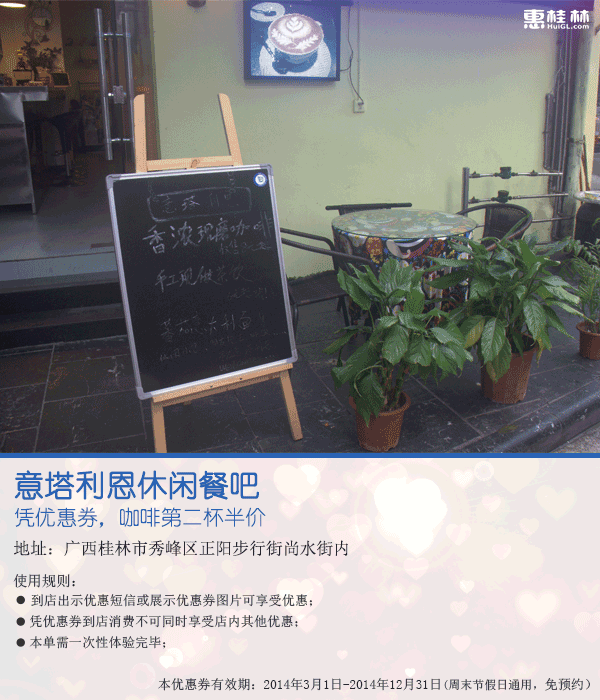 惠桂林
HuiGL.com
意塔
香浓现磨咖啡
手工现做
意塔利恩休闲餐吧
凭优惠券，咖啡第二杯半价
地址：广西桂林市秀峰区正阳步行街尚水街内
使用规则：
● 到店出示优惠短信或展示优惠券图片可享受优惠；
● 凭优惠券到店消费不可同时享受店内其他优惠；
● 本单需一次性体验完毕；
本优惠券有效期：2014年3月1日-2014年12月31日(周末节假日通用，免预约）